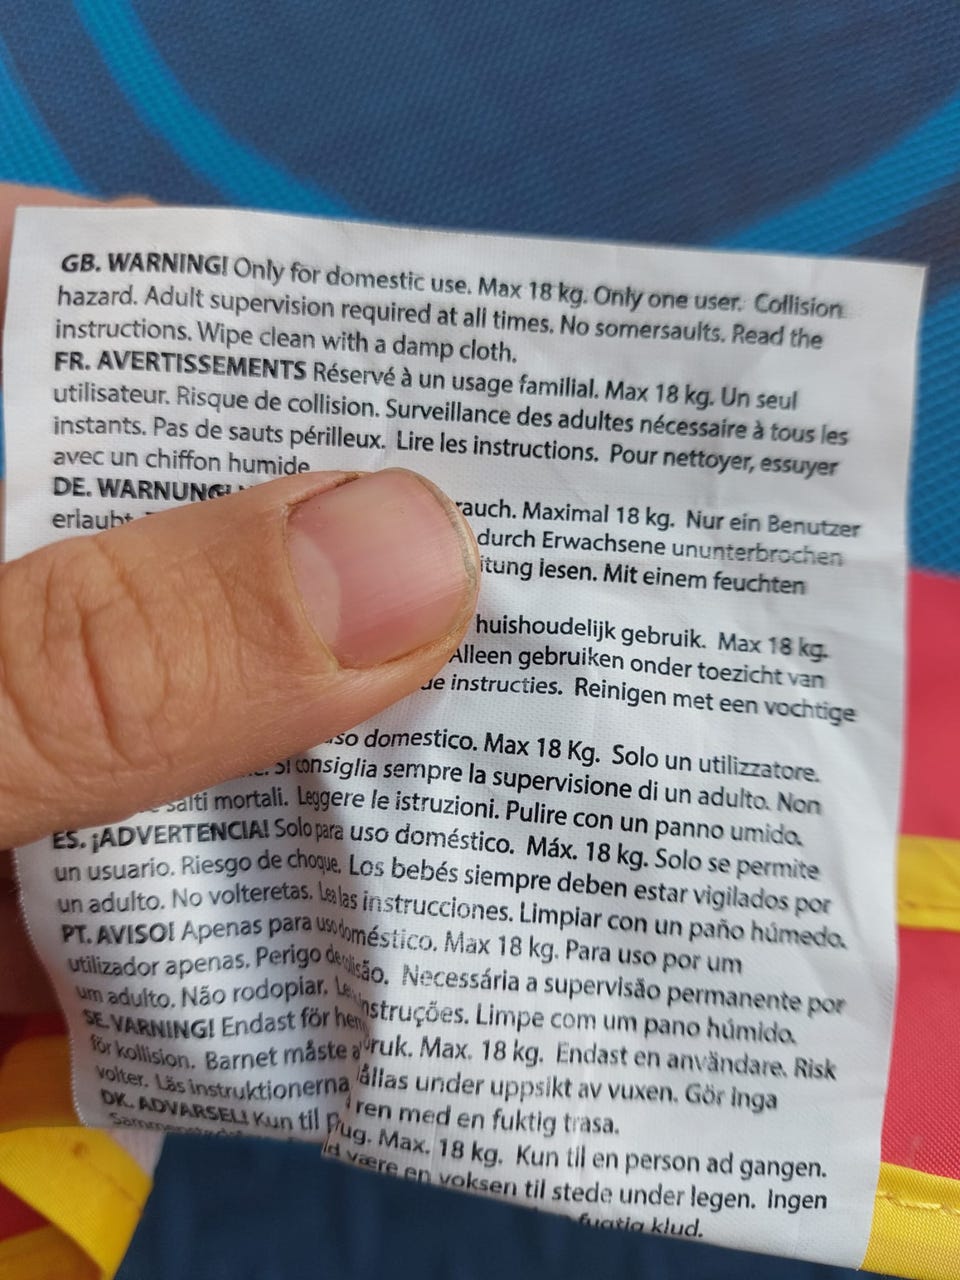 GB. WARNING! Only for domestic use. Max 18 kg. Only one user. Collision
hazard. Adult supervision required at all times. No somersaults. Read the
instructions. Wipe clean with a damp cloth.
FR. AVERTISSEMENTS Réservé à un usage familial. Max 18 kg. Un seul
utilisateur. Risque de collision. Surveillance des adultes nécessaire à tous les
instants. Pas de sauts périlleux. Lire les instructions. Pour nettoyer, essuyer
avec un chiffon humide
DE. WARNUNG! rauch. Maximal 18 kg. Nur ein Benutzer
erlaubt. durch Erwachsene ununterbrochen
itung lesen. Mit einem feuchten
huishoudelijk gebruik. Max 18 kg.
Alleen gebruiken onder toezicht van
de instructies. Reinigen met een vochtige
uso domestico. Max 18 Kg. Solo un utilizzatore.
Si consiglia sempre la supervisione di un adulto. Non
salti mortali. Leggere le istruzioni. Pulire con un panno umido.
ES. ¡ADVERTENCIA! Solo para uso doméstico. Máx. 18 kg. Solo se permite
un usuario. Riesgo de choque. Los bebés siempre deben estar vigilados por
un adulto. No volteretas. Lea las instrucciones. Limpiar con un paño húmedo.
PT. AVISO! Apenas para uso doméstico. Max 18 kg. Para uso por um
utilizador apenas. Perigo de colisão. Necessária a supervisão permanente por
um adulto. Não rodopiar. instruções. Limpe com um pano húmido.
SE. VARNING! Endast för bruk. Max. 18 kg. Endast en användare. Risk
för kollision. Barnet måste hållas under uppsikt av vuxen. Gör inga
volter. Läs instruktionerna ren med en fuktig trasa.
DK. ADVARSEL! Kun til brug. Max. 18 kg. Kun til en person ad gangen.
være en voksen til stede under legen. Ingen
fugtig klud.